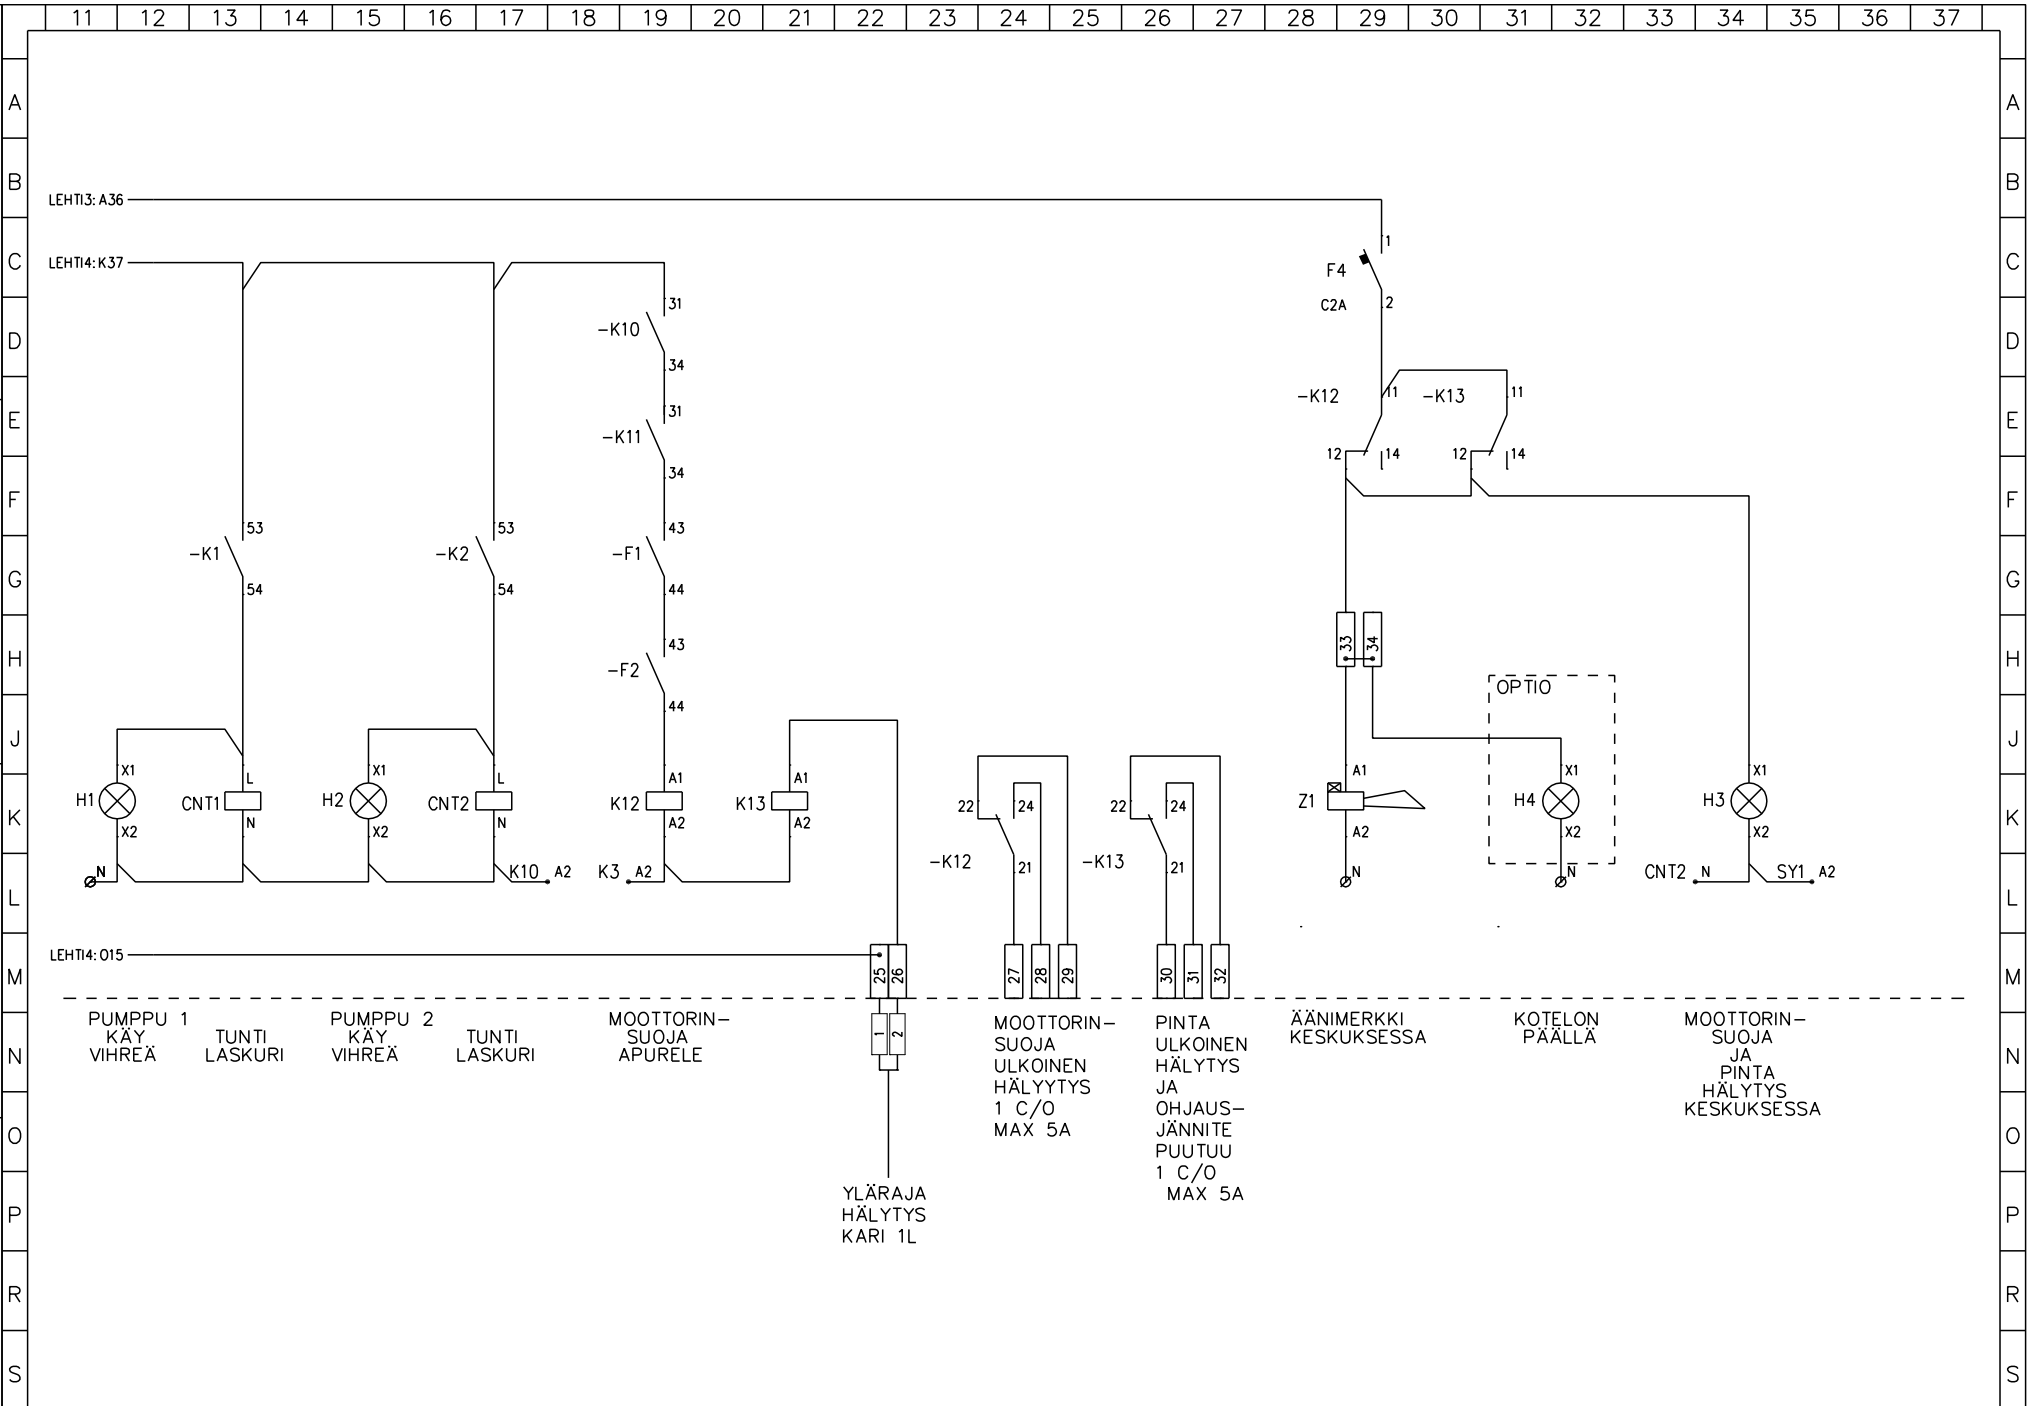 11 12 13 14 15 16 17 18 19 20 21 22 23 24 25 26 27 28 29 30 31 32 33 34 35 36 37
A A
B B
LEHTI3:A36
1
C C
LEHTI4:K37
F4
31 C2A 2
D D
-K10
34
-K12 11 -K13 11
31
E E
-K11
12 14 12 14
34
F F
53 53 43
-K1 -K2 -F1
G G
54 54 44
33 34
43
H H
-F2
OPTIO
44
J J
X1 L X1 L A1 A1 A1 X1 X1
H1 CNT1 H2 CNT2 K12 K13 22 24 22 24 Z1 H4 H3
K K
X2 N X2 N A2 A2 A2 X2 X2
-K12 21 -K13 21
N K10 A2 K3 A2 N N CNT2 N SY1 A2
L L
LEHTI4:O15
M M
25 26 27 28 29 30 31 32
PUMPPU 1
KÄY
VIHREÄ
TUNTI
LASKURI
PUMPPU 2
KÄY
VIHREÄ
TUNTI
LASKURI
MOOTTORIN-
SUOJA
APURELE
1 2
MOOTTORIN-
SUOJA
ULKOINEN
HÄLYYTYS
1 C/O
MAX 5A
PINTA
ULKOINEN
HÄLYTYS
JA
OHJAUS-
JÄNNITE
PUUTUU
1 C/O
MAX 5A
ÄÄNIMERKKI
KESKUKSESSA
KOTELON
PÄÄLLÄ
MOOTTORIN-
SUOJA
JA
PINTA
HÄLYTYS
KESKUKSESSA
N N
O O
YLÄRAJA
HÄLYTYS
KARI 1L
P P
R R
S S